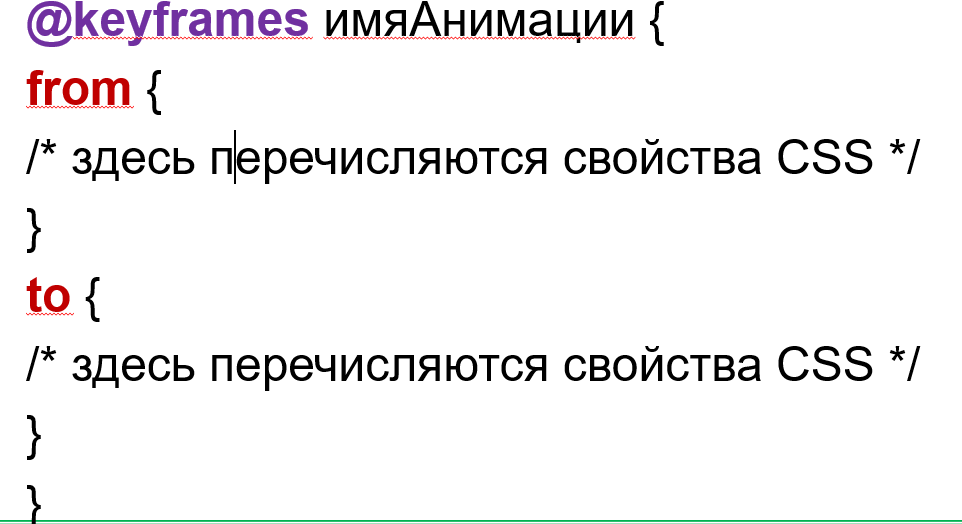 @keyframes имяАнимации {
from {
/* здесь перечисляются свойства CSS */
}
to {
/* здесь перечисляются свойства CSS */
}
}